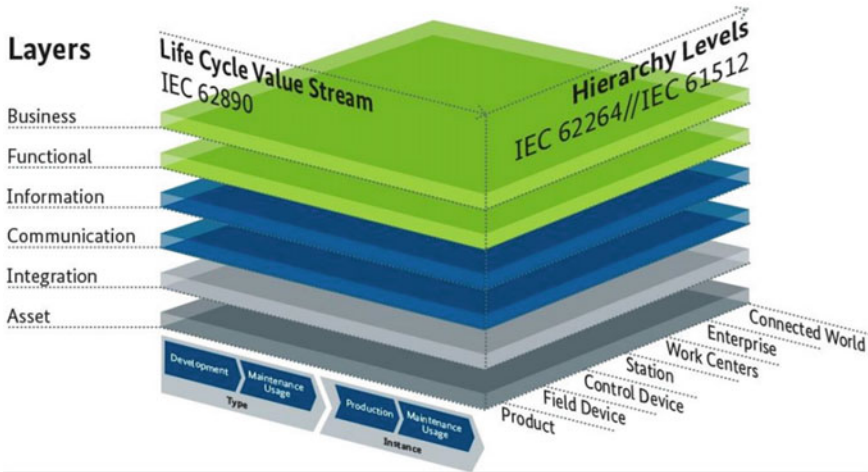 Layers
Life Cycle Value Stream
IEC 62890
Hierarchy Levels
IEC 62264//IEC 61512
Business
Functional
Information
Communication
Integration
Asset
Development
Maintenance
Usage
Type
Production
Maintenance
Usage
Instance
Product
Field Device
Control Device
Station
Work Centers
Enterprise
Connected World